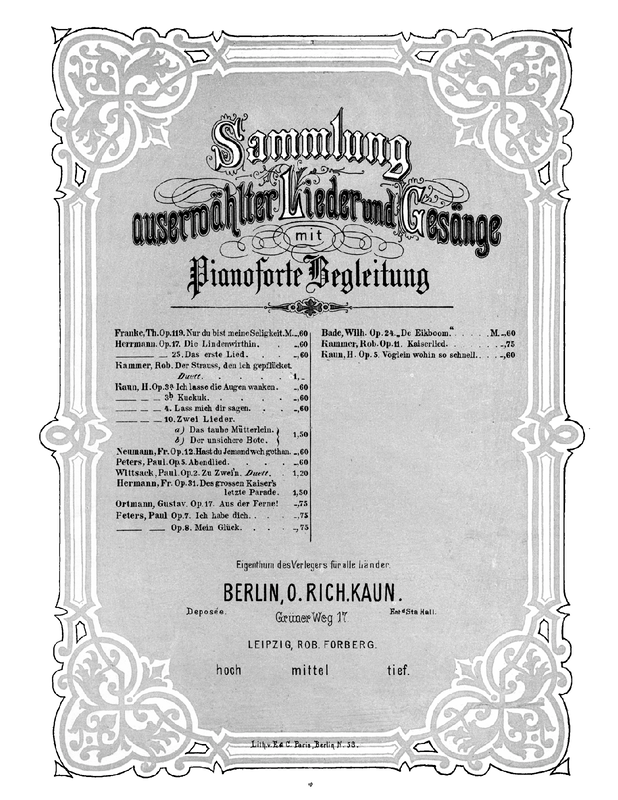 Sammlung
auserwählter Lieder und Gesänge
mit
Pianoforte Begleitung
Franke, Th. Op. 119. Nur du bist meine Seligkeit. M. -,60
Herrmann. Op. 17. Die Lindenwirthin. . -,60
25. Das erste Lied. . . -,60
Kammer, Rob. Der Strauss, den ich gepflücket
Duett. . . . . 1,-
Kaun, H. Op. 3a Ich lasse die Augen wanken. -,60
3b Kuckuk. . . . -,60
4. Lass mich dir sagen. . . -,60
10. Zwei Lieder.
a) Das taube Mütterlein.
b) Der unsichere Bote. } 1,50
Neumann, Fr. Op. 12. Hast du Jemand weh gethan. -,60
Peters, Paul. Op. 5. Abendlied. . . . -,60
Wittsack, Paul. Op. 2. Zu Zwei'n. Duett. . 1,20
Hermann, Fr. Op. 31. Des grossen Kaiser's
letzte Parade. 1,50
Ortmann, Gustav. Op. 17. Aus der Ferne! -,75
Peters, Paul Op. 7. Ich habe dich. . . -,75
Op. 8. Mein Glück. . . -,75
Bade, Wilh. Op. 24. „De Eikboom.“ . . . M. -,60
Kammer, Rob. Op. 11. Kaiserlied. . . . -,75
Kaun, H. Op. 5. Vöglein wohin so schnell. . . -,60
Eigenthum des Verlegers für alle Länder.
BERLIN, O. RICH. KAUN.
Deposée. Grüner Weg 17. Entd Sta Hall.
LEIPZIG, ROB. FORBERG.
hoch mittel tief.
Lith. v. E & C. Paris, Berlin N. 58.